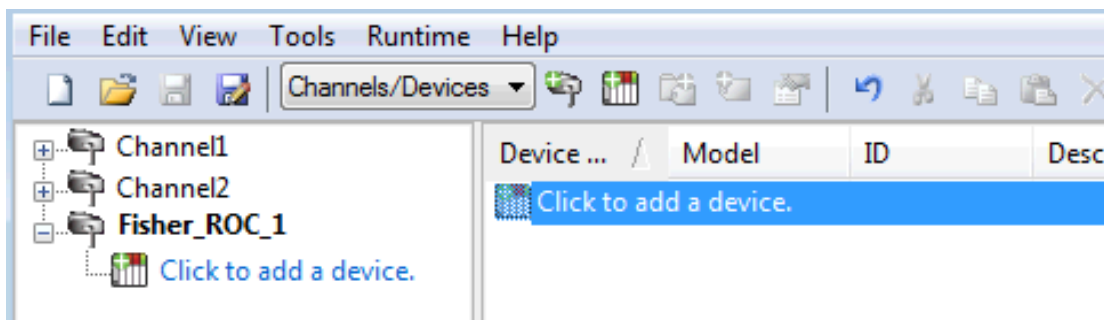 File Edit View Tools Runtime Help
Channels/Devices
Channel1
Channel2
Fisher_ROC_1
Click to add a device.
Device ... Model ID Desc
Click to add a device.